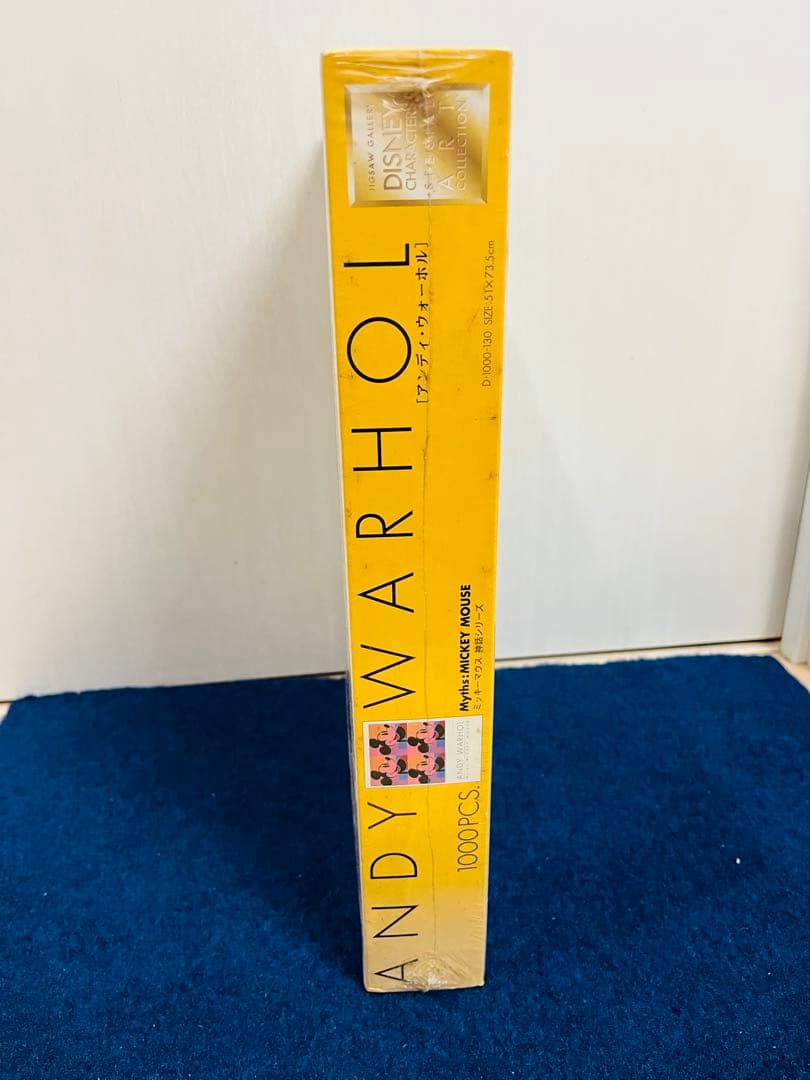 JIGSAW GALLERY
DISNEY
CHARACTERS
ART
COLLECTION
ANDY WARHOL
[アンディ・ウォーホル]
D-1000-130 SIZE:51×73.5cm
Myths:MICKEY MOUSE
ミッキーマウス 神話シリーズ
ANDY WARHOL
1000PCS.